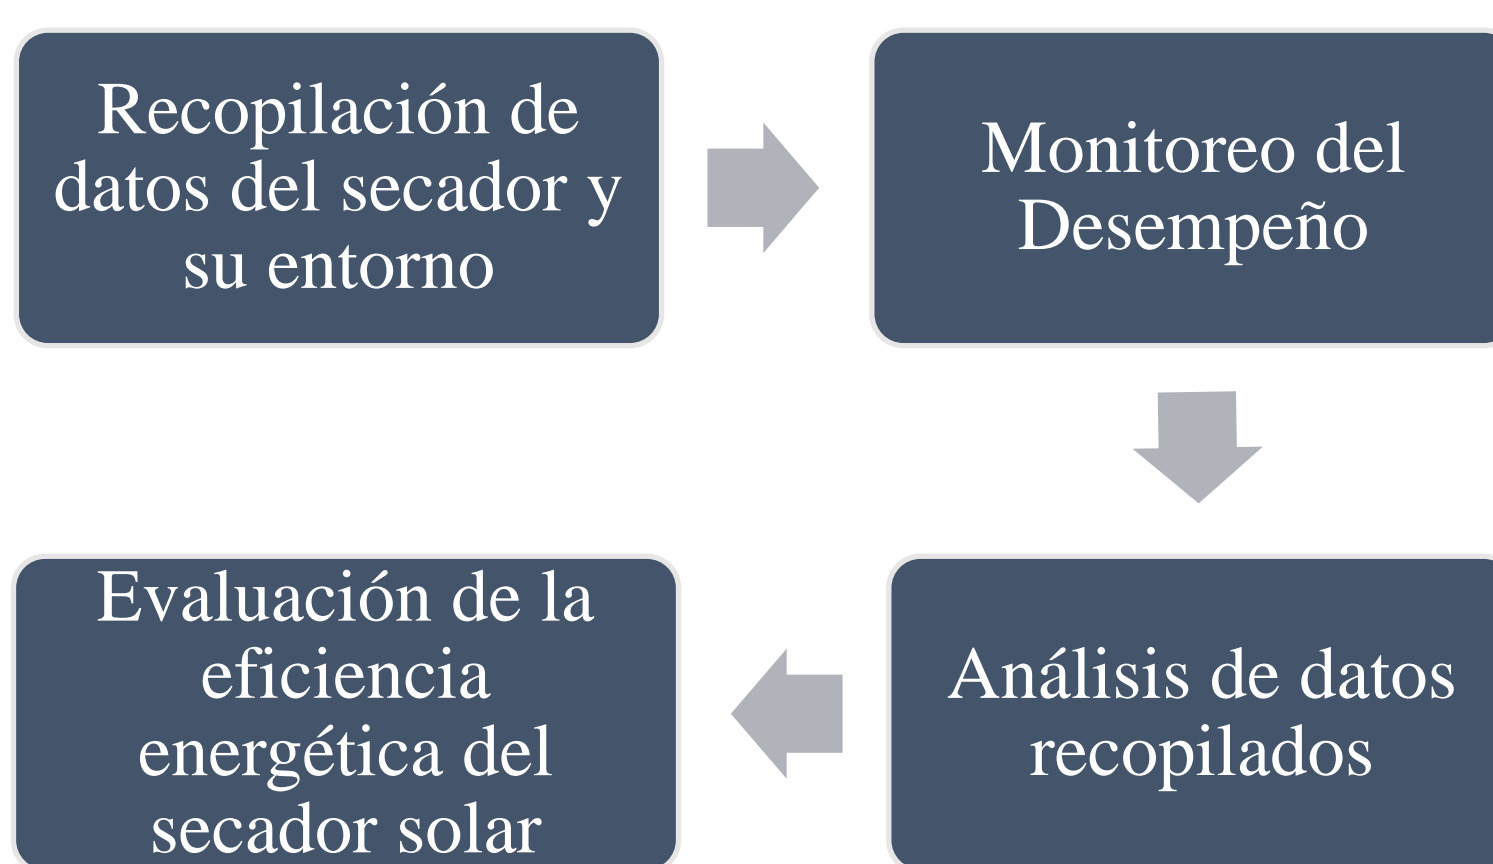 Recopilación de
datos del secador y
su entorno
Monitoreo del
Desempeño
Análisis de datos
recopilados
Evaluación de la
eficiencia
energética del
secador solar